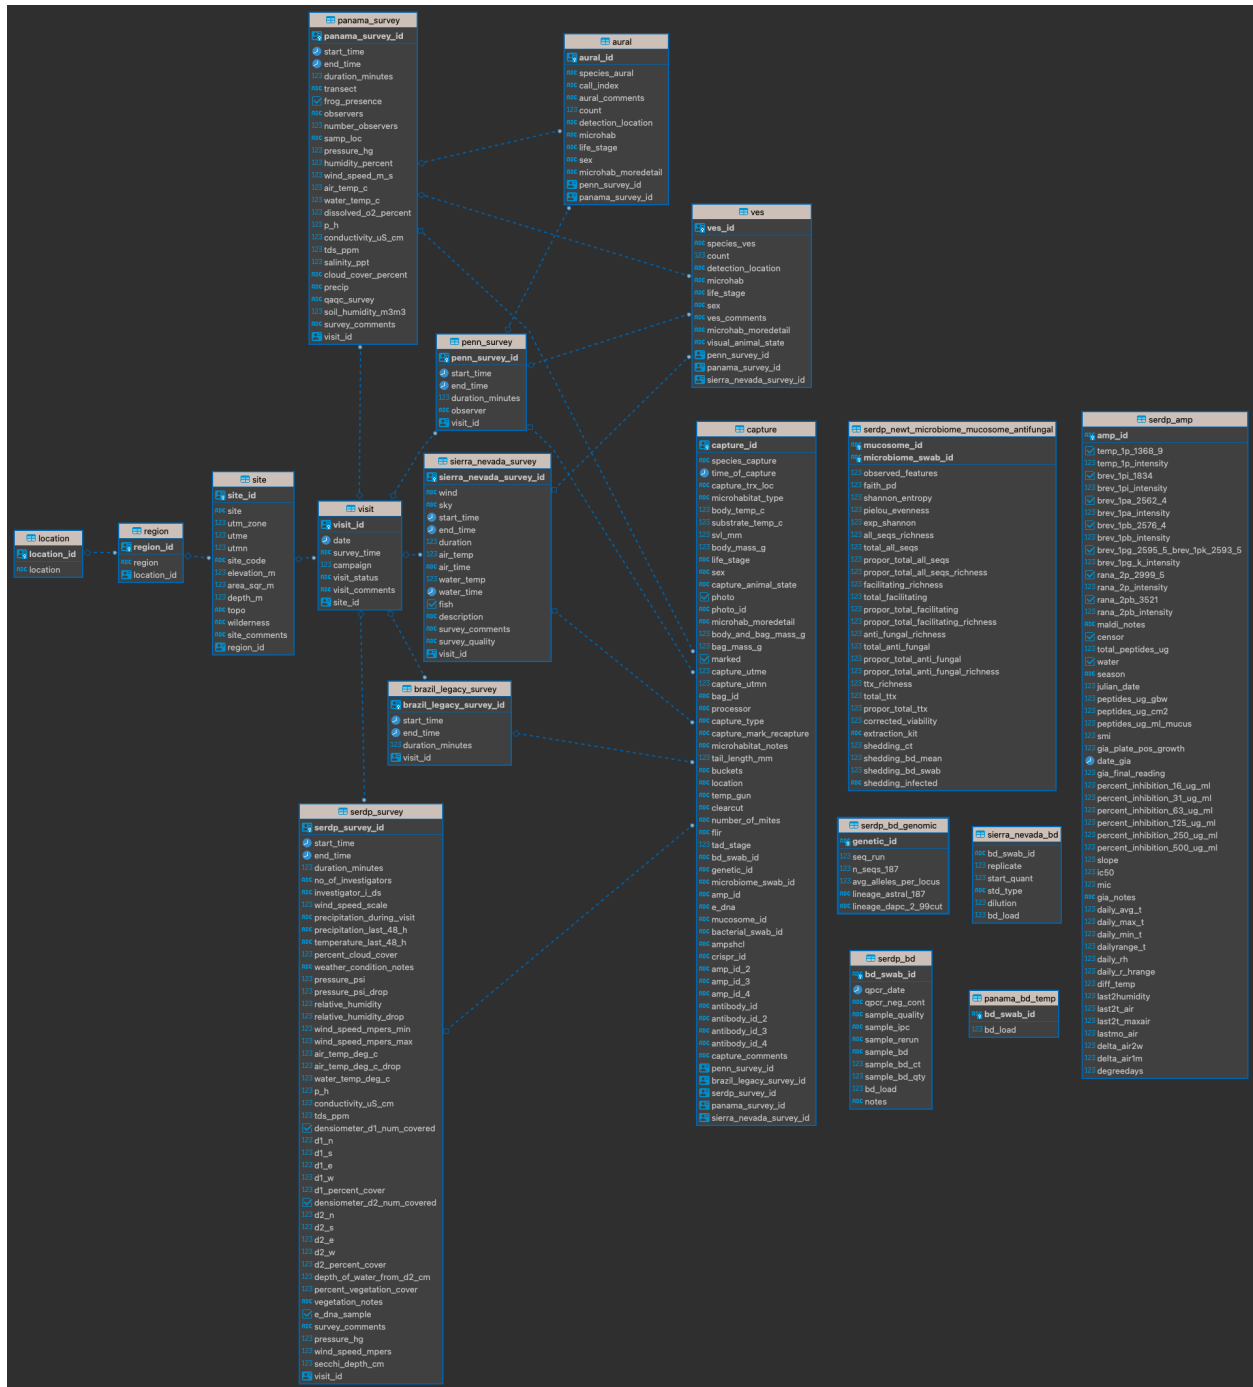 panama_survey
panama_survey_id
start_time
end_time
duration_minutes
transect
frog_presence
observers
number_observers
samp_loc
pressure_hg
humidity_percent
wind_speed_m_s
air_temp_c
water_temp_c
dissolved_o2_percent
p_h
conductivity_uS_cm
tds_ppm
salinity_ppt
cloud_cover_percent
precip
qaqc_survey
soil_humidity_m3m3
survey_comments
visit_id
aural
aural_id
species_aural
call_index
aural_comments
count
detection_location
microhab
life_stage
sex
microhab_moredetail
penn_survey_id
panama_survey_id
ves
ves_id
species_ves
count
detection_location
microhab
life_stage
sex
ves_comments
microhab_moredetail
visual_animal_state
penn_survey_id
panama_survey_id
sierra_nevada_survey_id
penn_survey
penn_survey_id
start_time
end_time
duration_minutes
observer
visit_id
sierra_nevada_survey
sierra_nevada_survey_id
wind
sky
start_time
end_time
duration
air_temp
air_time
water_temp
water_time
fish
description
survey_comments
survey_quality
visit_id
location
location_id
location
region
region_id
region
location_id
site
site_id
site
utm_zone
utme
utmn
site_code
elevation_m
area_sqr_m
depth_m
topo
wilderness
site_comments
region_id
visit
visit_id
date
survey_time
campaign
visit_status
visit_comments
site_id
brazil_legacy_survey
brazil_legacy_survey_id
start_time
end_time
duration_minutes
visit_id
serdp_survey
serdp_survey_id
start_time
end_time
duration_minutes
no_of_investigators
investigator_i_ds
wind_speed_scale
precipitation_during_visit
precipitation_last_48_h
temperature_last_48_h
percent_cloud_cover
weather_condition_notes
pressure_psi
pressure_psi_drop
relative_humidity
relative_humidity_drop
wind_speed_mpers_min
wind_speed_mpers_max
air_temp_deg_c
air_temp_deg_c_drop
water_temp_deg_c
p_h
conductivity_uS_cm
tds_ppm
densiometer_d1_num_covered
d1_n
d1_s
d1_e
d1_w
d1_percent_cover
densiometer_d2_num_covered
d2_n
d2_s
d2_e
d2_w
d2_percent_cover
depth_of_water_from_d2_cm
percent_vegetation_cover
vegetation_notes
e_dna_sample
survey_comments
pressure_hg
wind_speed_mpers
secchi_depth_cm
visit_id
capture
capture_id
species_capture
time_of_capture
capture_trx_loc
microhabitat_type
body_temp_c
substrate_temp_c
svl_mm
body_mass_g
life_stage
sex
capture_animal_state
photo
photo_id
microhab_moredetail
body_and_bag_mass_g
bag_mass_g
marked
capture_utme
capture_utmn
bag_id
processor
capture_type
capture_mark_recapture
microhabitat_notes
tail_length_mm
buckets
location
temp_gun
clearcut
number_of_mites
flir
tad_stage
bd_swab_id
genetic_id
microbiome_swab_id
amp_id
e_dna
mucosome_id
bacterial_swab_id
ampshcl
crispr_id
amp_id_2
amp_id_3
amp_id_4
antibody_id
antibody_id_2
antibody_id_3
antibody_id_4
capture_comments
penn_survey_id
brazil_legacy_survey_id
serdp_survey_id
panama_survey_id
sierra_nevada_survey_id
serdp_newt_microbiome_mucosome_antifungal
mucosome_id
microbiome_swab_id
observed_features
faith_pd
shannon_entropy
pielou_evenness
exp_shannon
all_seqs_richness
total_all_seqs
propor_total_all_seqs
propor_total_all_seqs_richness
facilitating_richness
total_facilitating
propor_total_facilitating
propor_total_facilitating_richness
anti_fungal_richness
total_anti_fungal
propor_total_anti_fungal
propor_total_anti_fungal_richness
ttx_richness
total_ttx
propor_total_ttx
corrected_viability
extraction_kit
shedding_ct
shedding_bd_mean
shedding_bd_swab
shedding_infected
serdp_bd_genomic
genetic_id
seq_run
n_seqs_187
avg_alleles_per_locus
lineage_astral_187
lineage_dapc_2_99cut
sierra_nevada_bd
bd_swab_id
replicate
start_quant
std_type
dilution
bd_load
serdp_bd
bd_swab_id
qpcr_date
qpcr_neg_cont
sample_quality
sample_ipc
sample_rerun
sample_bd
sample_bd_ct
sample_bd_qty
bd_load
notes
panama_bd_temp
bd_swab_id
bd_load
serdp_amp
amp_id
temp_1p_1368_9
temp_1p_intensity
brev_1pi_1834
brev_1pi_intensity
brev_1pa_2562_4
brev_1pa_intensity
brev_1pb_2576_4
brev_1pb_intensity
brev_1pg_2595_5_brev_1pk_2593_5
brev_1pg_k_intensity
rana_2p_2999_5
rana_2p_intensity
rana_2pb_3521
rana_2pb_intensity
maldi_notes
censor
total_peptides_ug
water
season
julian_date
peptides_ug_gbw
peptides_ug_cm2
peptides_ug_ml_mucus
smi
gia_plate_pos_growth
date_gia
gia_final_reading
percent_inhibition_16_ug_ml
percent_inhibition_31_ug_ml
percent_inhibition_63_ug_ml
percent_inhibition_125_ug_ml
percent_inhibition_250_ug_ml
percent_inhibition_500_ug_ml
slope
ic50
mic
gia_notes
daily_avg_t
daily_max_t
daily_min_t
dailyrange_t
daily_rh
daily_r_hrange
diff_temp
last2humidity
last2t_air
last2t_maxair
lastmo_air
delta_air2w
delta_air1m
degreedays